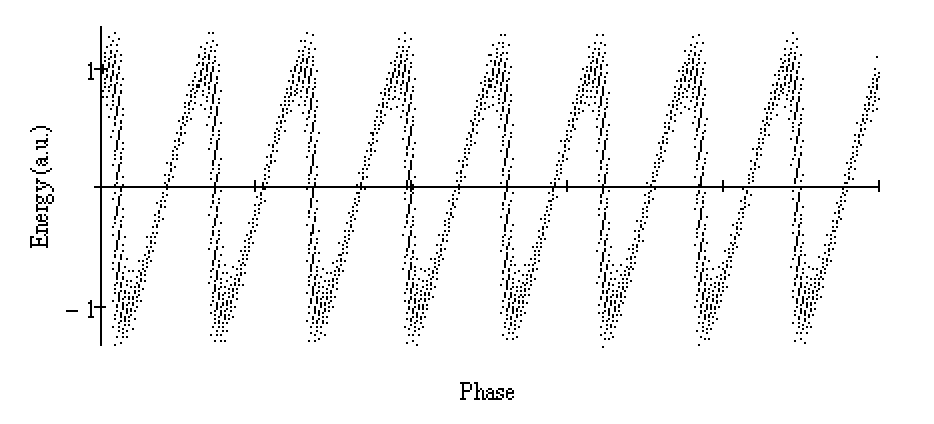 1
Energy(a.u.)
– 1
Phase